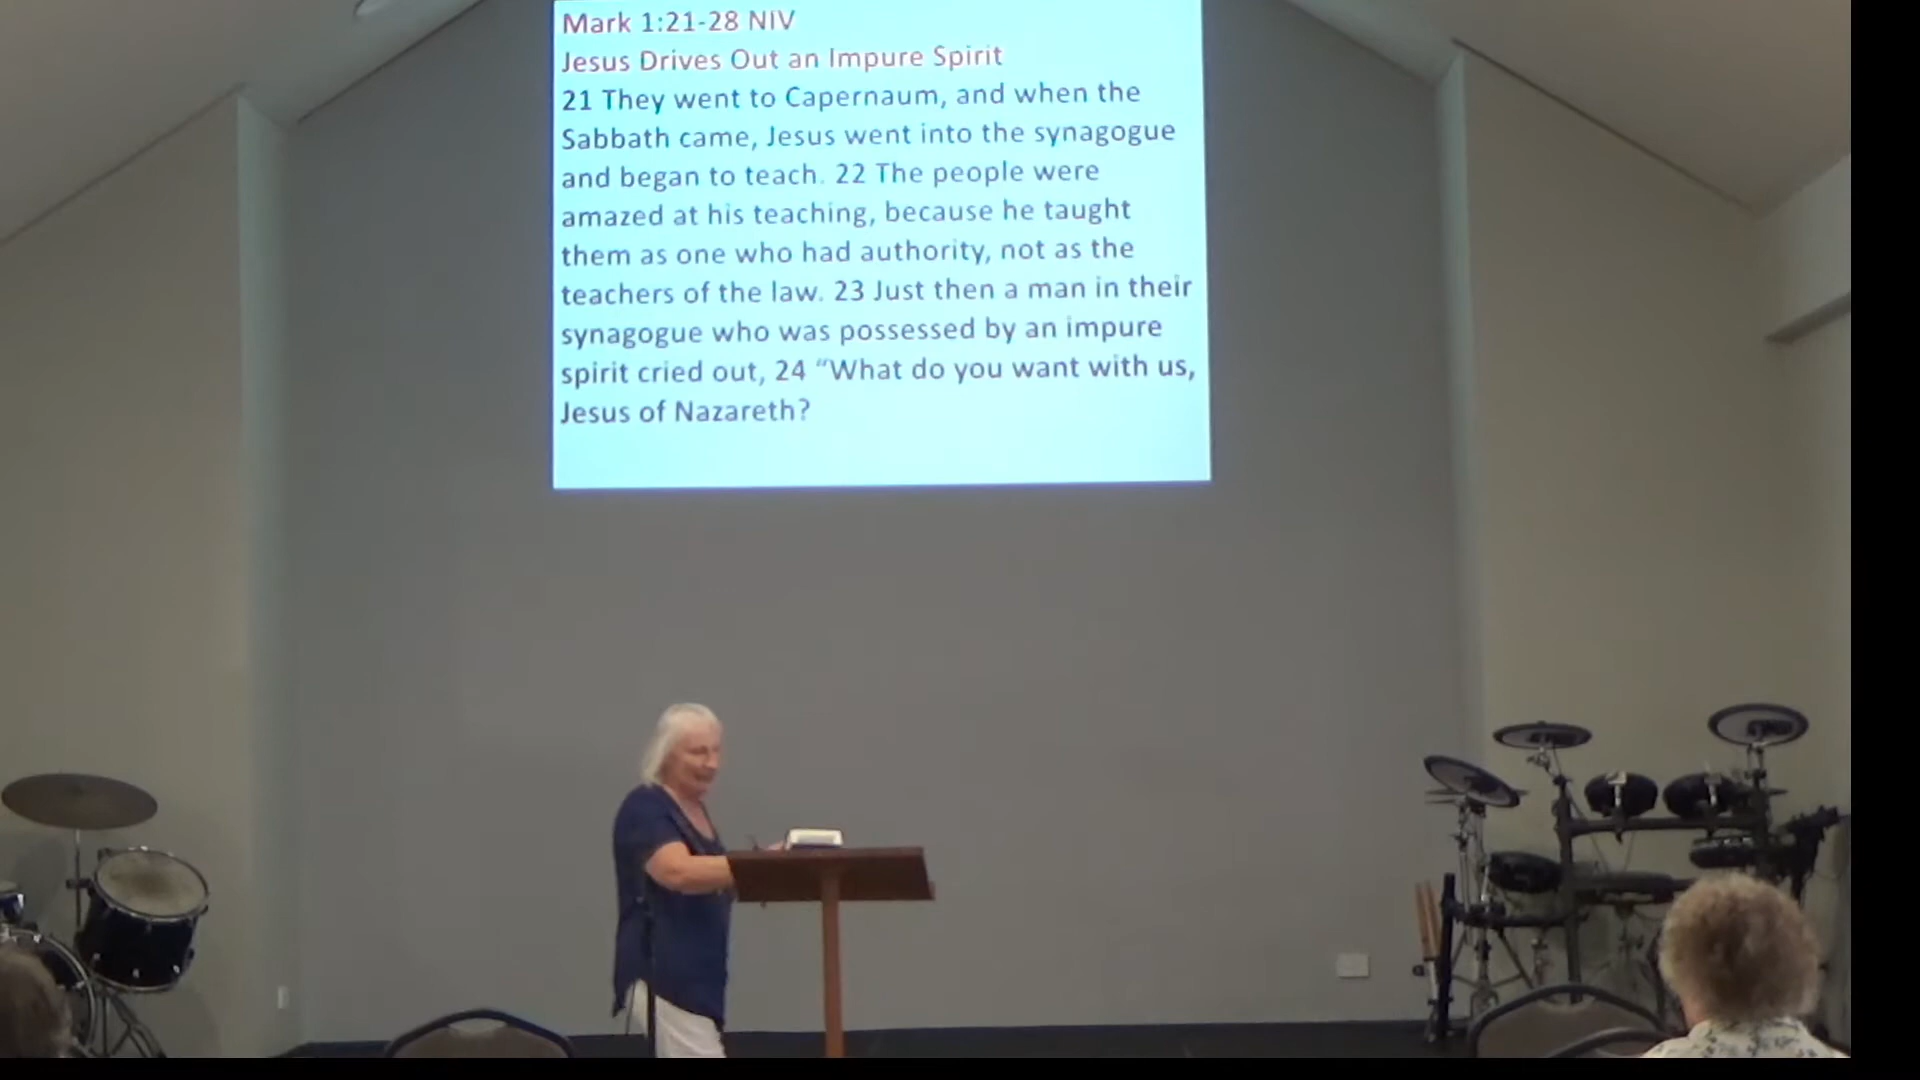 Mark 1:21-28 NIV
Jesus Drives Out an Impure Spirit
21 They went to Capernaum, and when the
Sabbath came, Jesus went into the synagogue
and began to teach. 22 The people were
amazed at his teaching, because he taught
them as one who had authority, not as the
teachers of the law. 23 Just then a man in their
synagogue who was possessed by an impure
spirit cried out, 24 “What do you want with us,
Jesus of Nazareth?